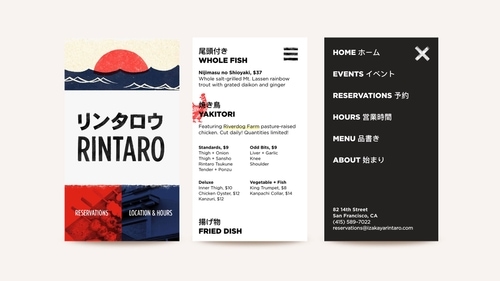 リンタロウ
RINTARO
RESERVATIONS
LOCATION & HOURS
尾頭付き
WHOLE FISH
Nijimasu no Shioyaki, $37
Whole salt-grilled Mt. Lassen rainbow
trout with grated daikon and ginger
焼き鳥
YAKITORI
Featuring Riverdog Farm pasture-raised
chicken. Cut daily! Quantities limited!
Standards, $9
Thigh + Onion
Thigh + Sansho
Rintaro Tsukune
Tender + Ponzu
Odd Bits, $9
Liver + Garlic
Knee
Shoulder
Deluxe
Inner Thigh, $10
Chicken Oyster, $12
Kanzuri, $12
Vegetable + Fish
King Trumpet, $8
Kanpachi Collar, $14
揚げ物
FRIED DISH
HOME ホーム
EVENTS イベント
RESERVATIONS 予約
HOURS 営業時間
MENU 品書き
ABOUT 始まり
82 14th Street
San Francisco, CA
(415) 589-7022
reservations@izakayarintaro.com